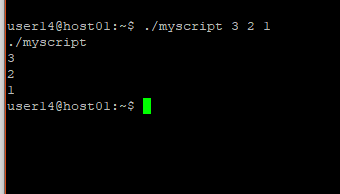 user14@host01:~$ ./myscript 3 2 1
./myscript
3
2
1
user14@host01:~$